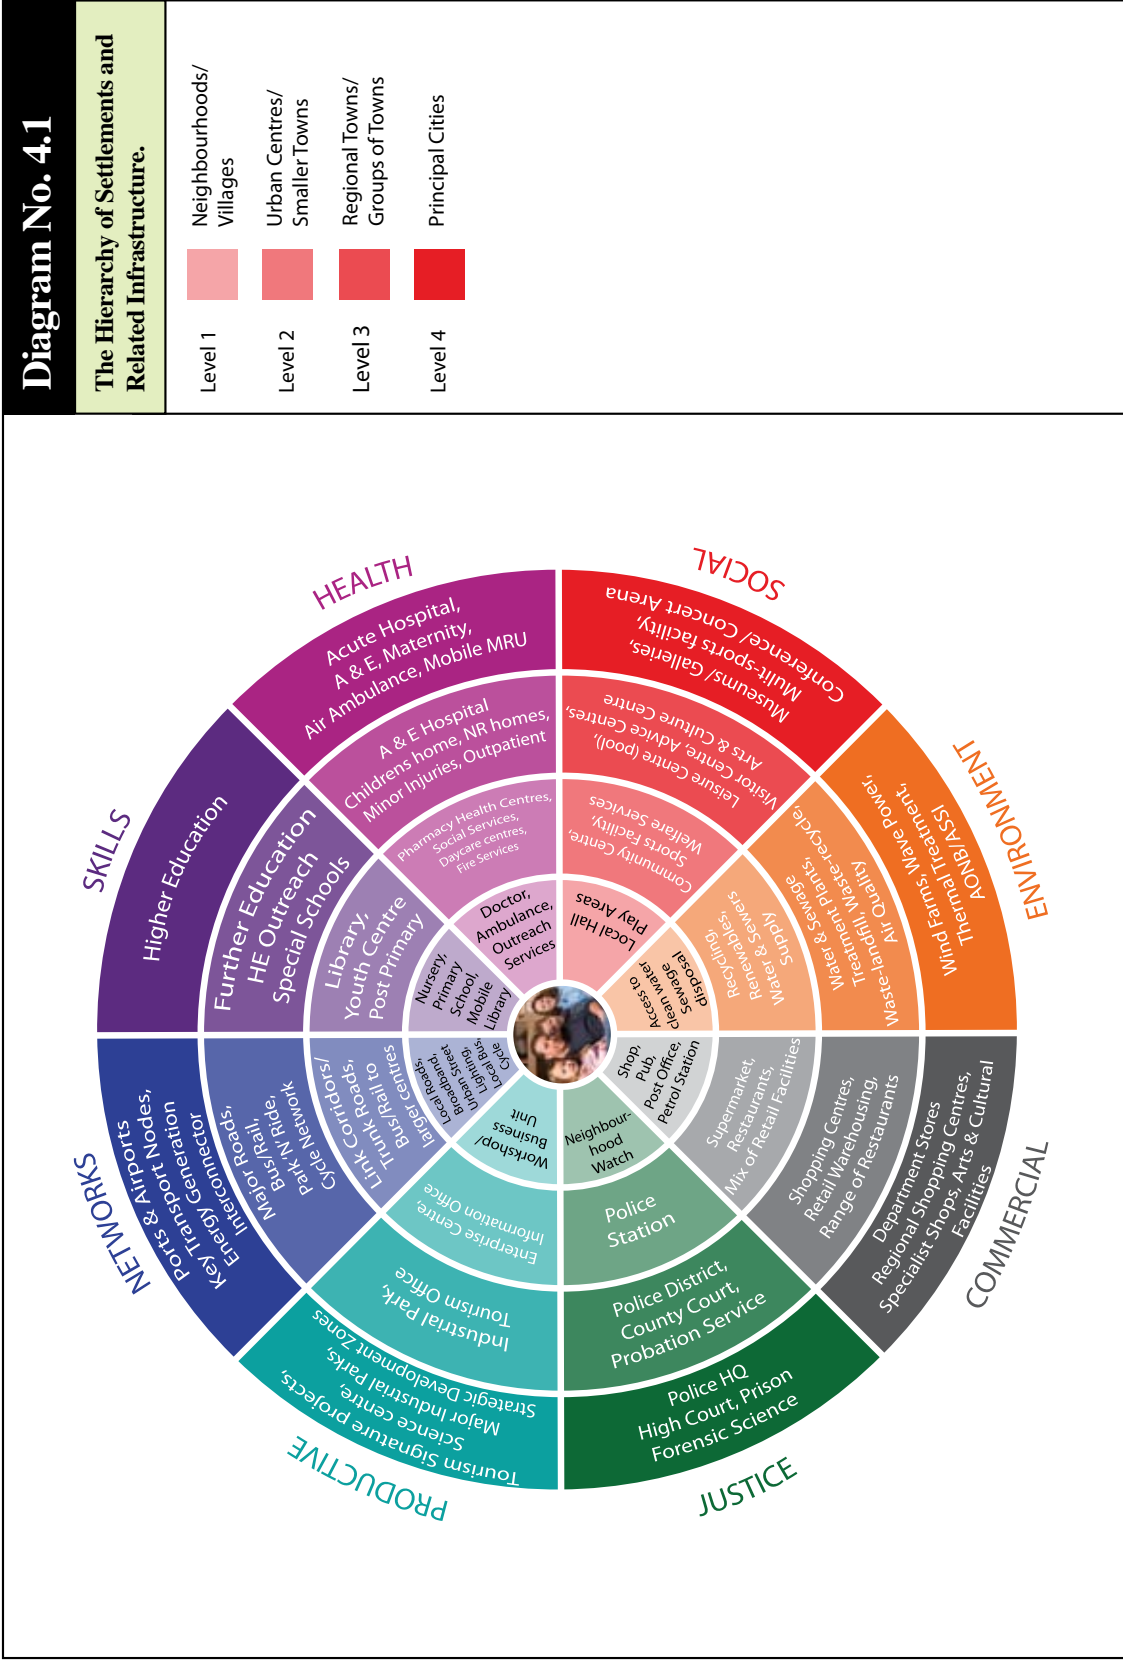 Diagram No. 4.1
The Hierarchy of Settlements and
Related Infrastructure.
Level 1
Neighbourhoods/
Villages
Level 2
Urban Centres/
Smaller Towns
Level 3
Regional Towns/
Groups of Towns
Level 4
Principal Cities
SKILLS
Higher Education
Further Education
HE Outreach
Special Schools
Library,
Youth Centre
Post Primary
Nursery,
Primary
School,
Mobile
Library
HEALTH
Acute Hospital,
A & E, Maternity,
Air Ambulance, Mobile MRU
A & E Hospital
Childrens home, NR homes,
Minor Injuries, Outpatient
Pharmacy Health Centres,
Social Services,
Daycare centres,
Fire Services
Doctor,
Ambulance,
Outreach
Services
SOCIAL
Conference/ Concert Arena
Mulit-sports facility,
Museums/ Galleries,
Arts & Culture Centre
Visitor Centre, Advice Centres,
Leisure Centre (pool),
Welfare Services
Sports Facility,
Community Centre,
Play Areas
Local Hall
ENVIRONMENT
Wind Farms, Wave Power,
Thermal Treatment,
AONB/ASSI
Water & Sewage
Treatment Plants,
Waste-landfill, Waste-recycle,
Air Quality
Recycling,
Renewables,
Water & Sewers
Supply
Access to
clean water
Sewage
disposal
COMMERCIAL
Department Stores
Regional Shopping Centres,
Specialist Shops, Arts & Cultural
Facilities
Shopping Centres,
Retail Warehousing,
Range of Restaurants
Supermarket,
Restaurants,
Mix of Retail Facilities
Shop,
Pub,
Post Office,
Petrol Station
JUSTICE
Police HQ
High Court, Prison
Forensic Science
Police District,
County Court,
Probation Service
Police
Station
Neighbour-
hood
Watch
PRODUCTIVE
Tourism Signature projects,
Science centre,
Major Industrial Parks,
Strategic Development Zones
Industrial Park,
Tourism Office
Enterprise Centre,
Information Office
Workshop/
Business
Unit
NETWORKS
Ports & Airports
Key Transport Nodes,
Energy Generation
Interconnector
Major Roads,
Bus/Rail,
Park 'N' Ride,
Cycle Network
Link Corridors/
Trunk Roads,
Bus/Rail to
larger centres
Local Roads,
Broadband,
Urban Street
Lighting,
Local Bus,
Cycle